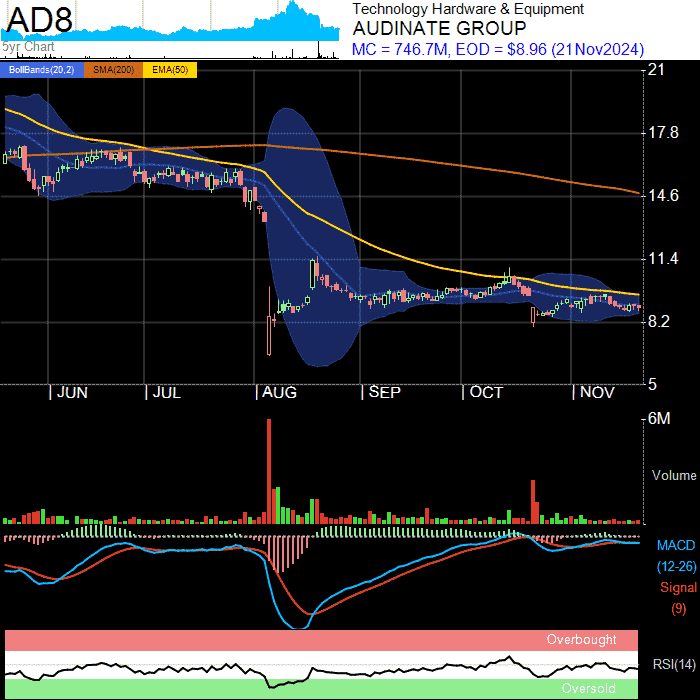 AD8
5yr Chart
Technology Hardware & Equipment
AUDINATE GROUP
MC = 746.7M, EOD = $8.96 (21Nov2024)
BollBands(20,2) SMA(200) EMA(50)
21
17.8
14.6
11.4
8.2
5
JUN JUL AUG SEP OCT NOV
6M
Volume
MACD
(12-26)
Signal
(9)
Overbought
RSI(14)
Oversold